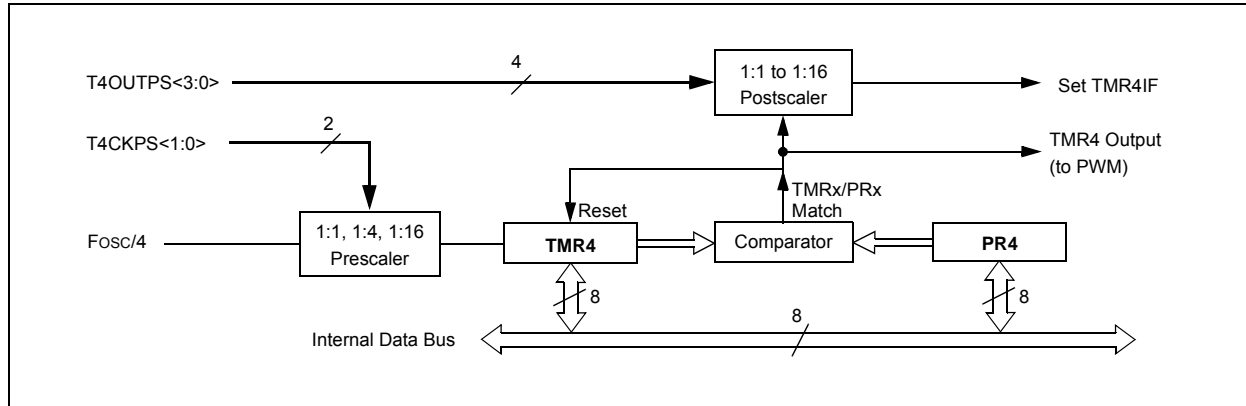 T4OUTPS<3:0>
4
1:1 to 1:16
Postscaler
Set TMR4IF
T4CKPS<1:0>
2
TMR4 Output
(to PWM)
TMRx/PRx
Match
Reset
FOSC/4
1:1, 1:4, 1:16
Prescaler
TMR4
Comparator
PR4
8
8
8
Internal Data Bus